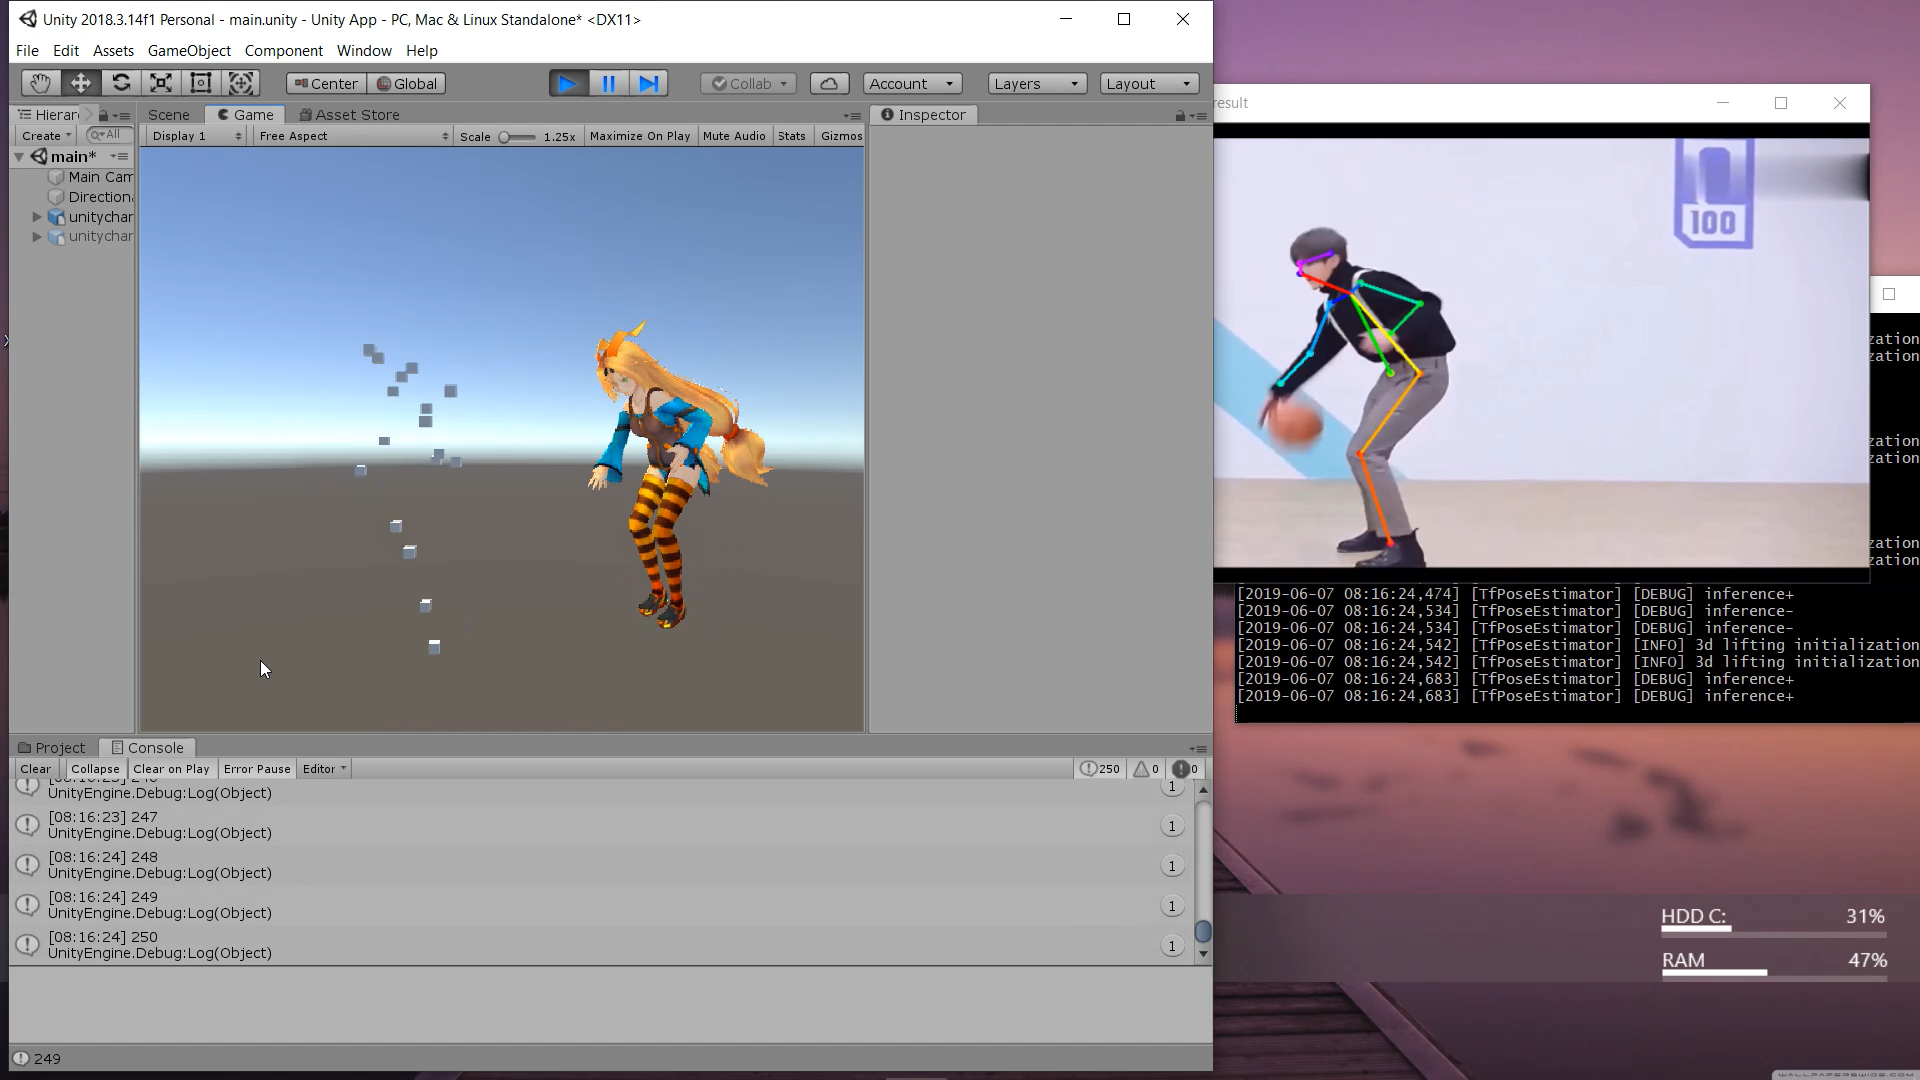 Unity 2018.3.14f1 Personal - main.unity - Unity App - PC, Mac & Linux Standalone* <DX11>
File Edit Assets GameObject Component Window Help
Center Global
Collab
Account
Layers
Layout
Hierarc
Scene
Game
Asset Store
Inspector
Create
All
Display 1
Free Aspect
Scale 1.25x
Maximize On Play
Mute Audio
Stats
Gizmos
main*
Main Cam
Directiona
unitychar
unitychar
Project
Console
Clear
Collapse
Clear on Play
Error Pause
Editor
250
0
0
UnityEngine.Debug:Log(Object)
1
[08:16:23] 247
UnityEngine.Debug:Log(Object)
1
[08:16:24] 248
UnityEngine.Debug:Log(Object)
1
[08:16:24] 249
UnityEngine.Debug:Log(Object)
1
[08:16:24] 250
UnityEngine.Debug:Log(Object)
1
249
result
100
zation
zation
zation
zation
zation
zation
[2019-06-07 08:16:24,474] [TfPoseEstimator] [DEBUG] inference+
[2019-06-07 08:16:24,534] [TfPoseEstimator] [DEBUG] inference-
[2019-06-07 08:16:24,534] [TfPoseEstimator] [DEBUG] inference-
[2019-06-07 08:16:24,542] [TfPoseEstimator] [INFO] 3d lifting initialization
[2019-06-07 08:16:24,542] [TfPoseEstimator] [INFO] 3d lifting initialization
[2019-06-07 08:16:24,683] [TfPoseEstimator] [DEBUG] inference+
[2019-06-07 08:16:24,683] [TfPoseEstimator] [DEBUG] inference+
HDD C: 31%
RAM 47%